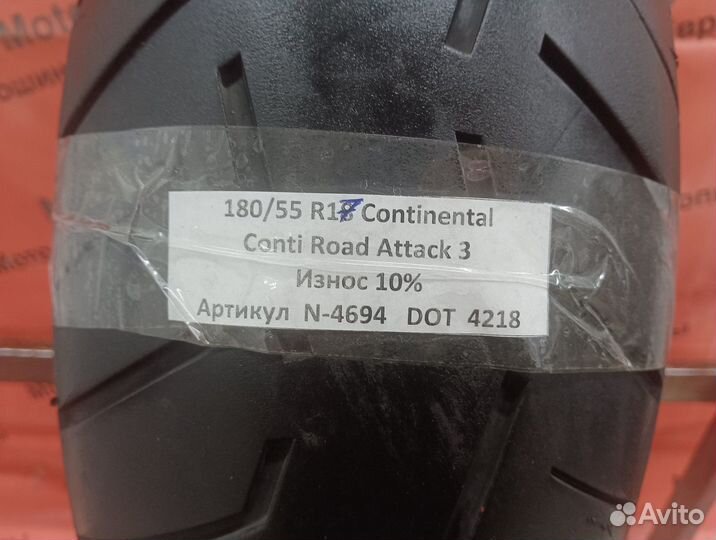 180/55 R17 Continental
Conti Road Attack 3
Износ 10%
Артикул N-4694 DOT 4218
Avito